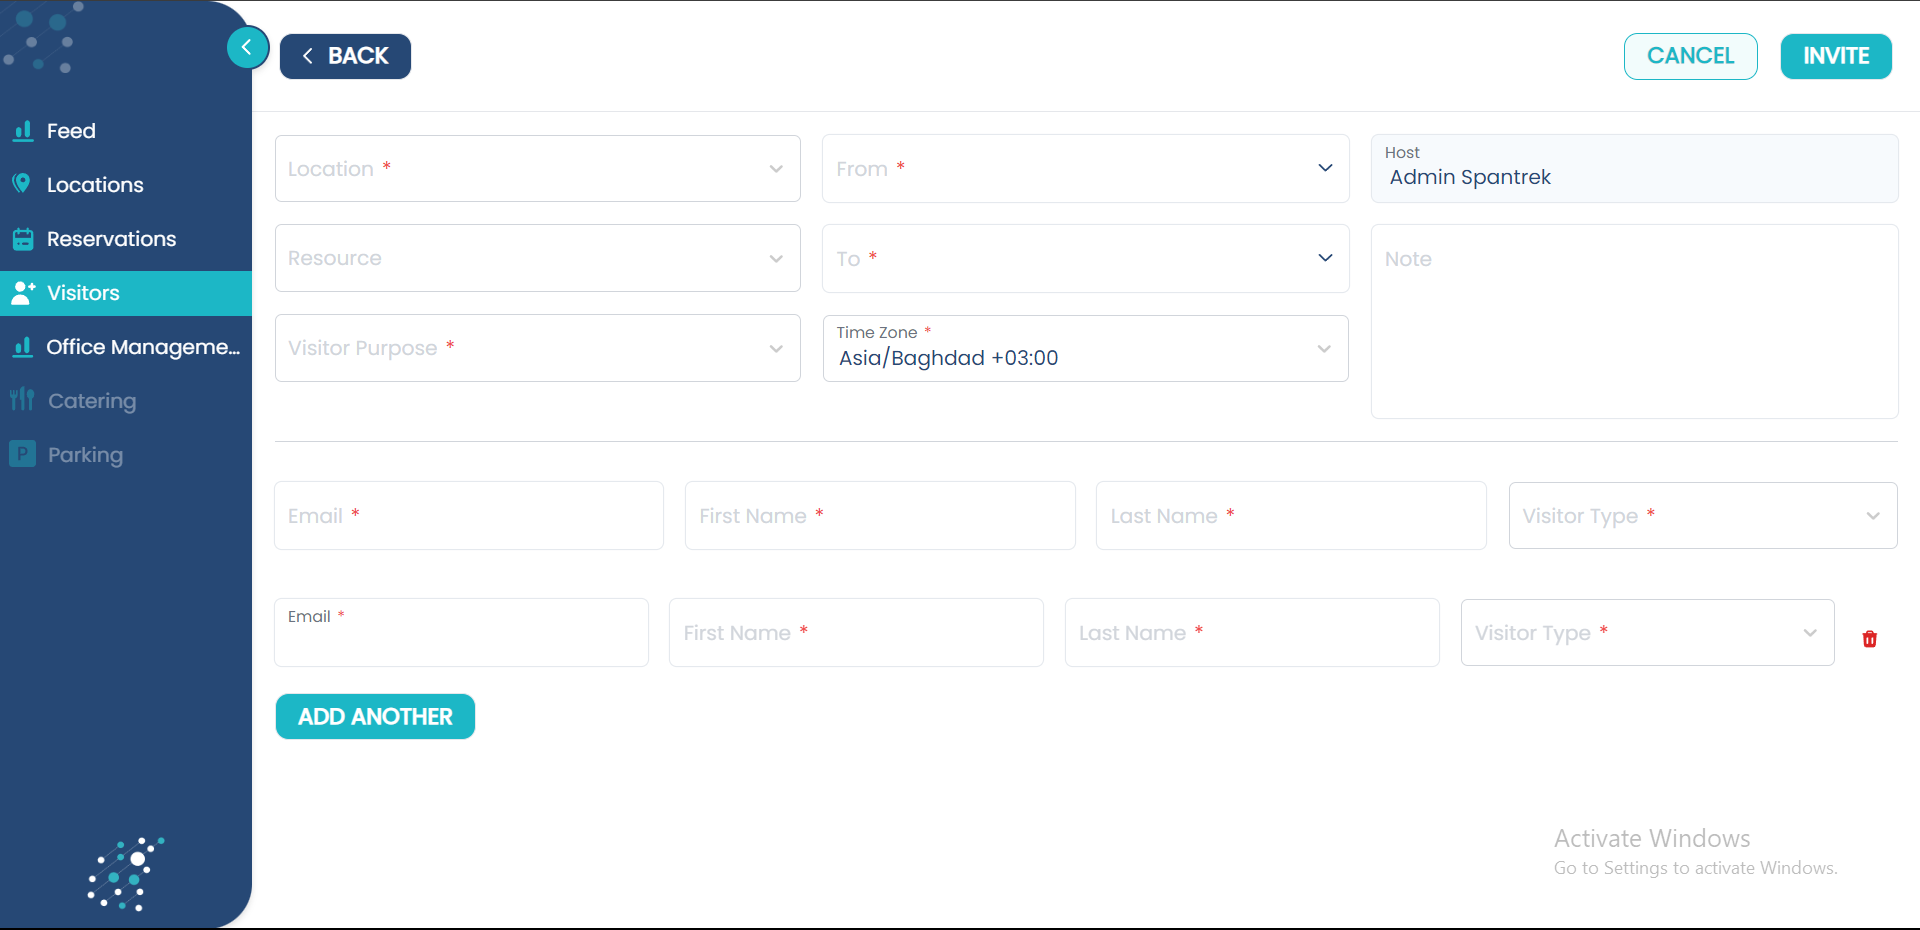 BACK
CANCEL
INVITE
Feed
Locations
Reservations
Visitors
Office Manageme...
Catering
P Parking
Location *
From *
Host
Admin Spantrek
Resource
To *
Note
Visitor Purpose *
Time Zone *
Asia/Baghdad +03:00
Email *
First Name *
Last Name *
Visitor Type *
Email *
First Name *
Last Name *
Visitor Type *
ADD ANOTHER
Activate Windows
Go to Settings to activate Windows.